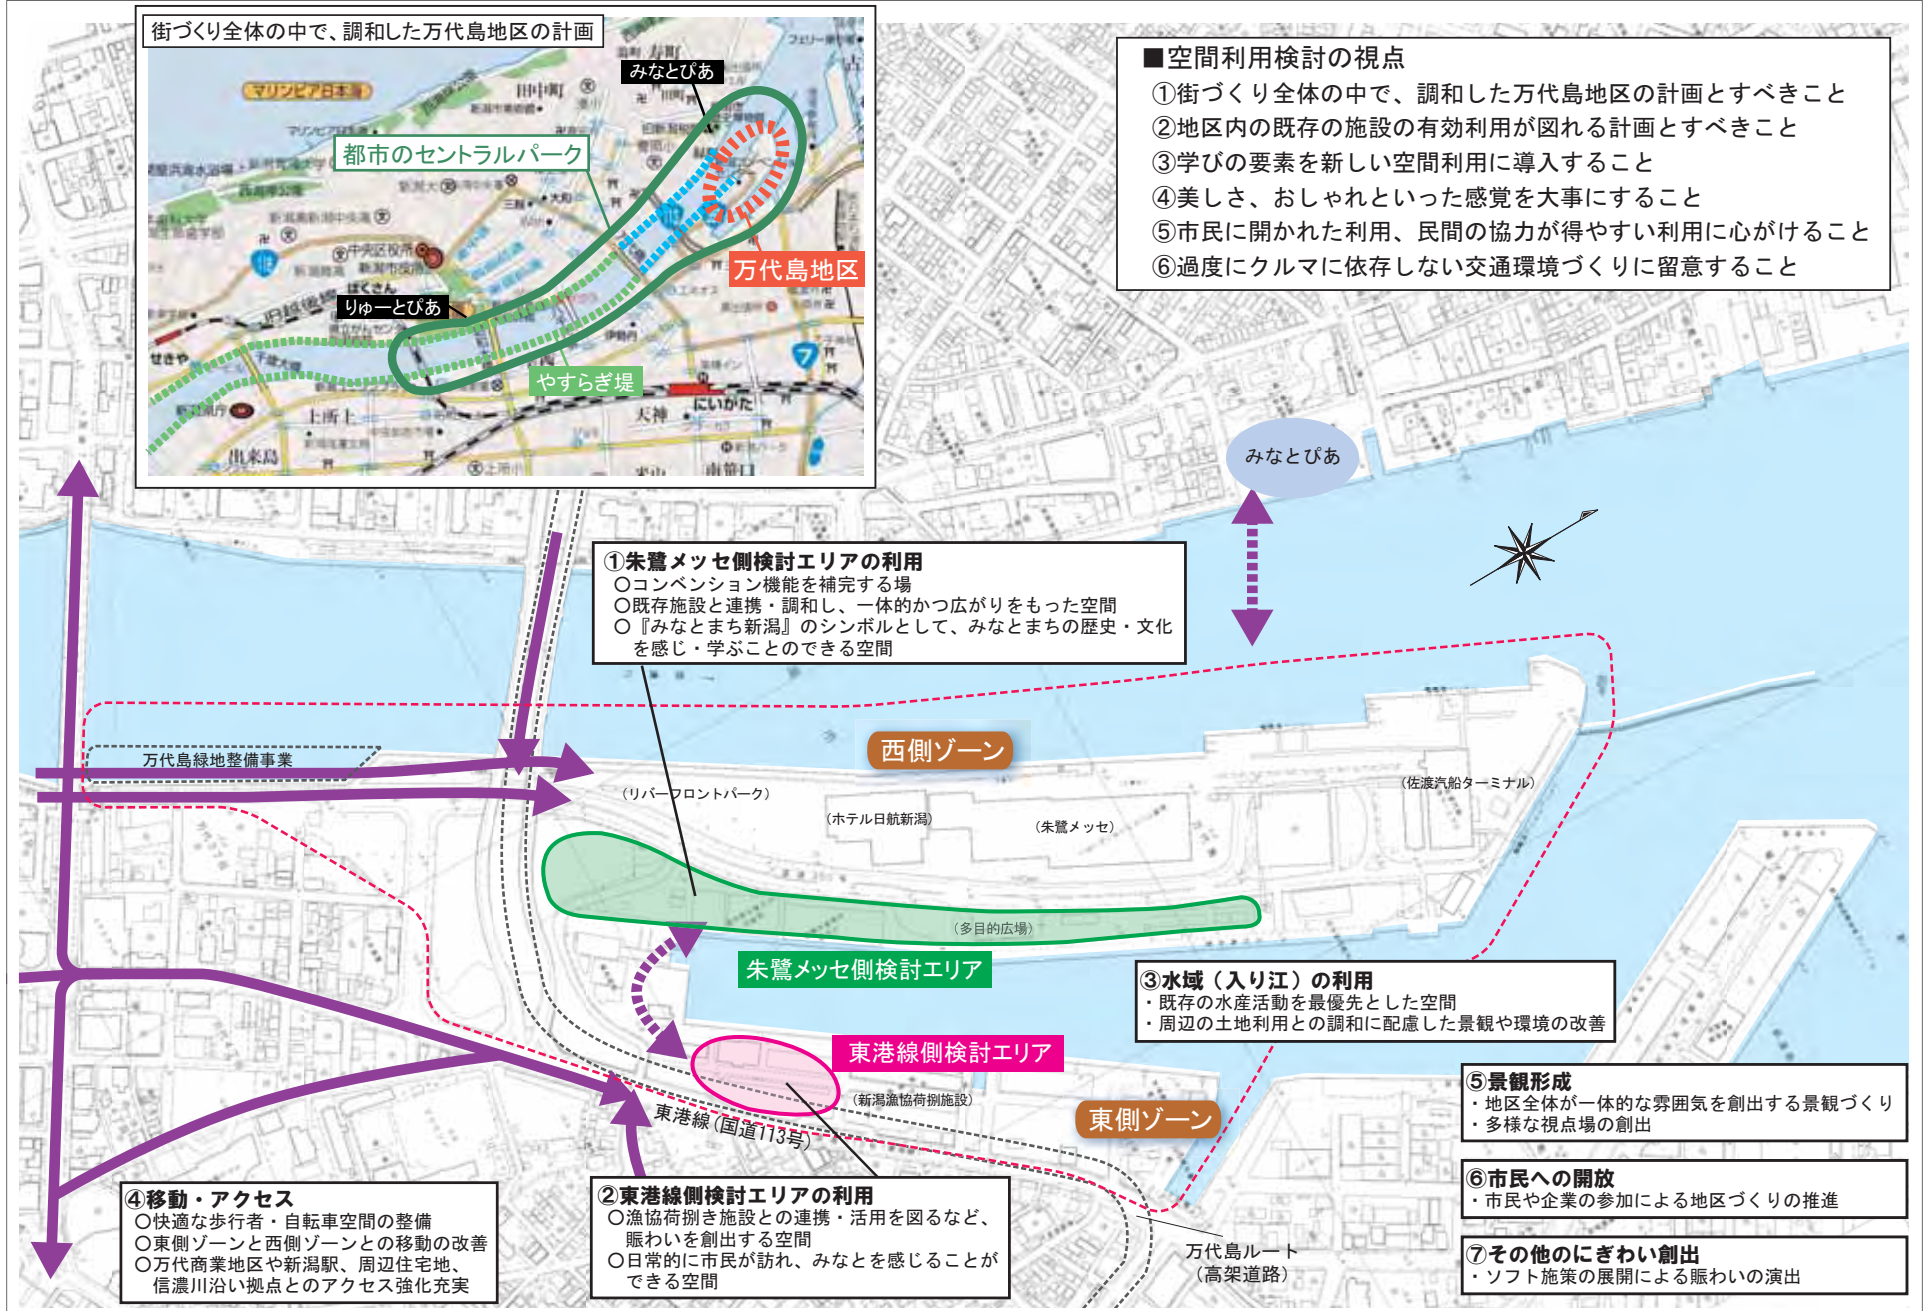 街づくり全体の中で、調和した万代島地区の計画
マリンピア日本海
みなとぴあ
都市のセントラルパーク
万代島地区
りゅーとぴあ
やすらぎ堤
中央区役所
せきや
上所上
天神
にいがた
出来島
7
■空間利用検討の視点
①街づくり全体の中で、調和した万代島地区の計画とすべきこと
②地区内の既存の施設の有効利用が図れる計画とすべきこと
③学びの要素を新しい空間利用に導入すること
④美しさ、おしゃれといった感覚を大事にすること
⑤市民に開かれた利用、民間の協力が得やすい利用に心がけること
⑥過度にクルマに依存しない交通環境づくりに留意すること
みなとぴあ
①朱鷺メッセ側検討エリアの利用
〇コンベンション機能を補完する場
〇既存施設と連携・調和し、一体的かつ広がりをもった空間
〇『みなとまち新潟』のシンボルとして、みなとまちの歴史・文化
を感じ・学ぶことのできる空間
西側ゾーン
万代島緑地整備事業
(リバーフロントパーク)
(ホテル日航新潟)
(朱鷺メッセ)
(佐渡汽船ターミナル)
(多目的広場)
朱鷺メッセ側検討エリア
③水域（入り江）の利用
・既存の水産活動を最優先とした空間
・周辺の土地利用との調和に配慮した景観や環境の改善
東港線側検討エリア
(新潟漁協荷捌施設)
東港線(国道113号)
東側ゾーン
⑤景観形成
・地区全体が一体的な雰囲気を創出する景観づくり
・多様な視点場の創出
④移動・アクセス
〇快適な歩行者・自転車空間の整備
〇東側ゾーンと西側ゾーンとの移動の改善
〇万代商業地区や新潟駅、周辺住宅地、
信濃川沿い拠点とのアクセス強化充実
②東港線側検討エリアの利用
〇漁協荷捌き施設との連携・活用を図るなど、
賑わいを創出する空間
〇日常的に市民が訪れ、みなとを感じることが
できる空間
万代島ルート
(高架道路)
⑥市民への開放
・市民や企業の参加による地区づくりの推進
⑦その他のにぎわい創出
・ソフト施策の展開による賑わいの演出